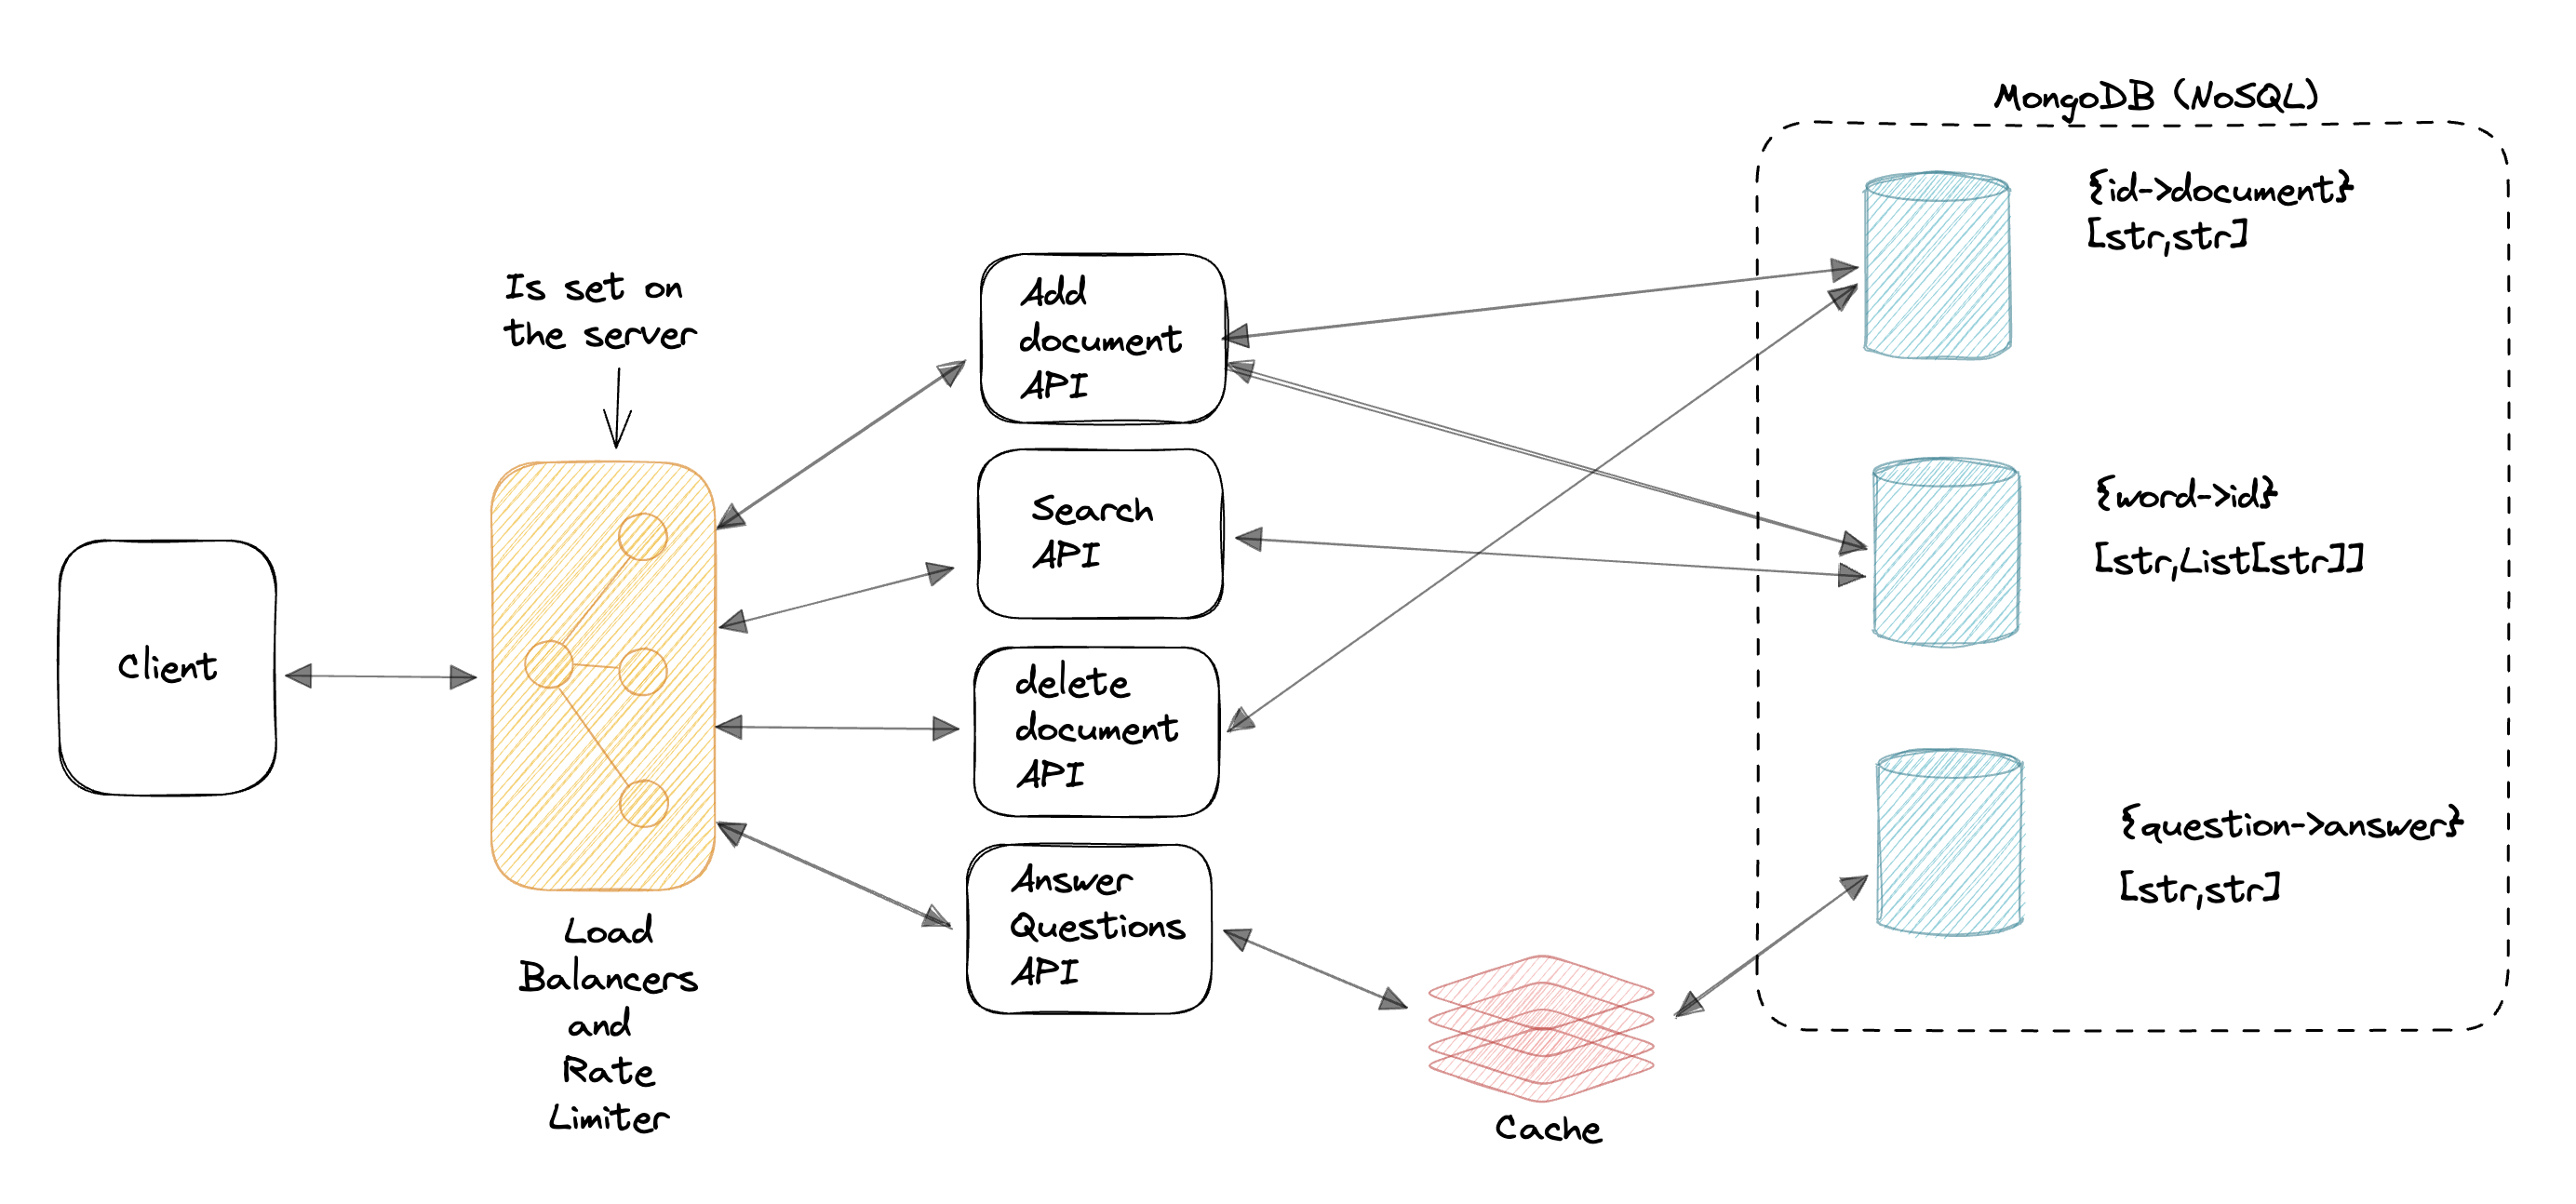 MongoDB (NoSQL)
{id->document}
[str,str]
Is set on
the server
Add
document
API
Search
API
{word->id}
[str,List[str]]
Client
delete
document
API
{question->answer}
[str,str]
Answer
Questions
API
Load
Balancers
and
Rate
Limiter
Cache